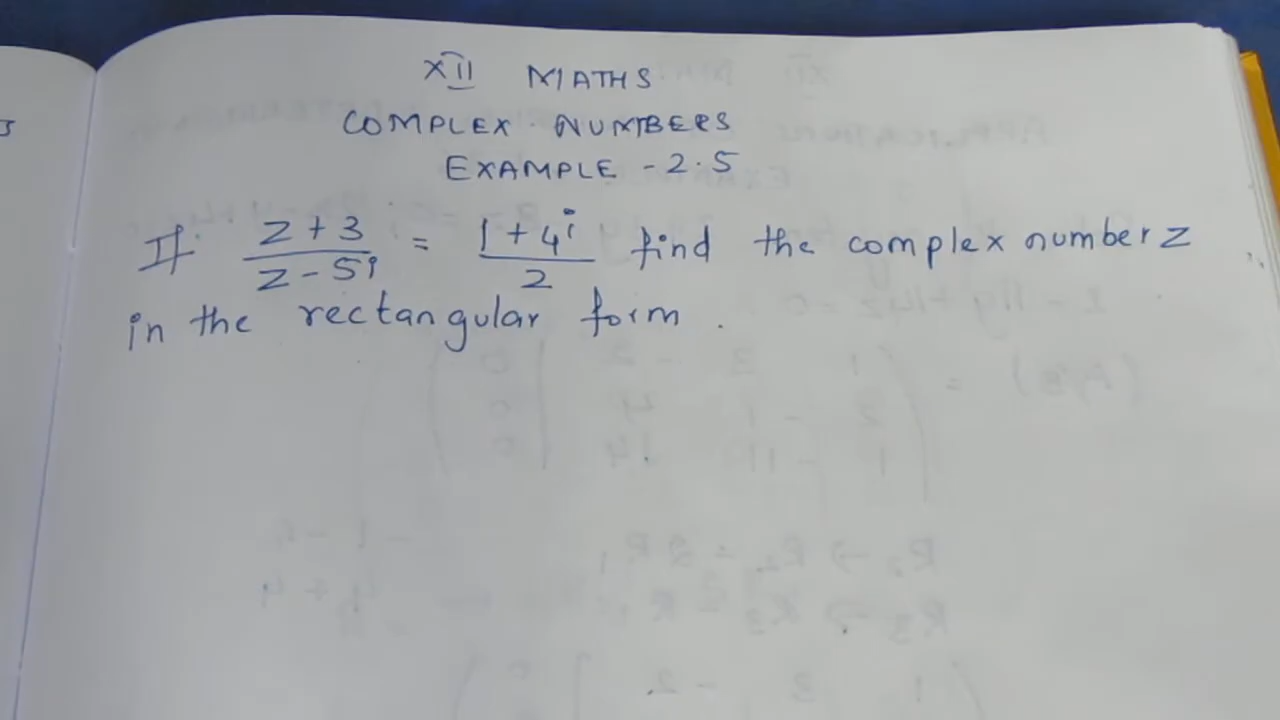 XII MATHS
COMPLEX NUMBERS
EXAMPLE - 2.5
If (z+3)/(z-5i) = (1+4i)/2 find the complex number z
in the rectangular form.